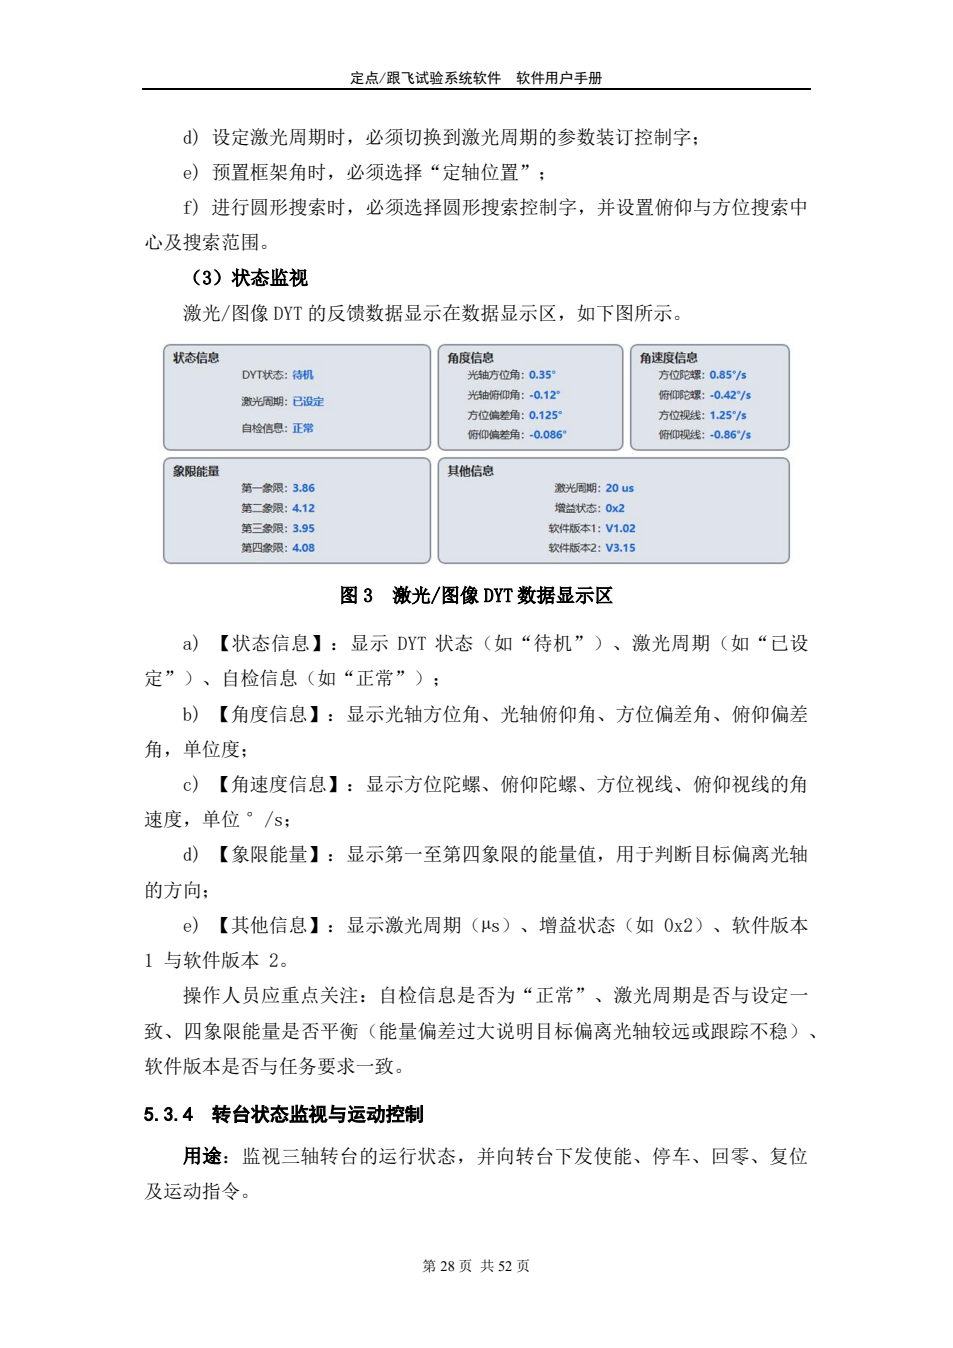 定点/跟飞试验系统软件 软件用户手册
d) 设定激光周期时，必须切换到激光周期的参数装订控制字；
e) 预置框架角时，必须选择“定轴位置”；
f) 进行圆形搜索时，必须选择圆形搜索控制字，并设置俯仰与方位搜索中
心及搜索范围。
（3）状态监视
激光/图像 DYT 的反馈数据显示在数据显示区，如下图所示。
状态信息
DYT状态：待机
激光周期：已设定
自检信息：正常
角度信息
光轴方位角：0.35°
光轴俯仰角：-0.12°
方位偏差角：0.125°
俯仰偏差角：-0.086°
角速度信息
方位陀螺：0.85°/s
俯仰陀螺：-0.42°/s
方位视线：1.25°/s
俯仰视线：-0.86°/s
象限能量
第一象限：3.86
第二象限：4.12
第三象限：3.95
第四象限：4.08
其他信息
激光周期：20 us
增益状态：0x2
软件版本1：V1.02
软件版本2：V3.15
图 3 激光/图像 DYT 数据显示区
a) 【状态信息】：显示 DYT 状态（如“待机”）、激光周期（如“已设
定”）、自检信息（如“正常”）；
b) 【角度信息】：显示光轴方位角、光轴俯仰角、方位偏差角、俯仰偏差
角，单位度；
c) 【角速度信息】：显示方位陀螺、俯仰陀螺、方位视线、俯仰视线的角
速度，单位 °/s；
d) 【象限能量】：显示第一至第四象限的能量值，用于判断目标偏离光轴
的方向；
e) 【其他信息】：显示激光周期（μs）、增益状态（如 0x2）、软件版本
1 与软件版本 2。
操作人员应重点关注：自检信息是否为“正常”、激光周期是否与设定一
致、四象限能量是否平衡（能量偏差过大说明目标偏离光轴较远或跟踪不稳）、
软件版本是否与任务要求一致。
5.3.4 转台状态监视与运动控制
用途：监视三轴转台的运行状态，并向转台下发使能、停车、回零、复位
及运动指令。
第 28 页 共 52 页